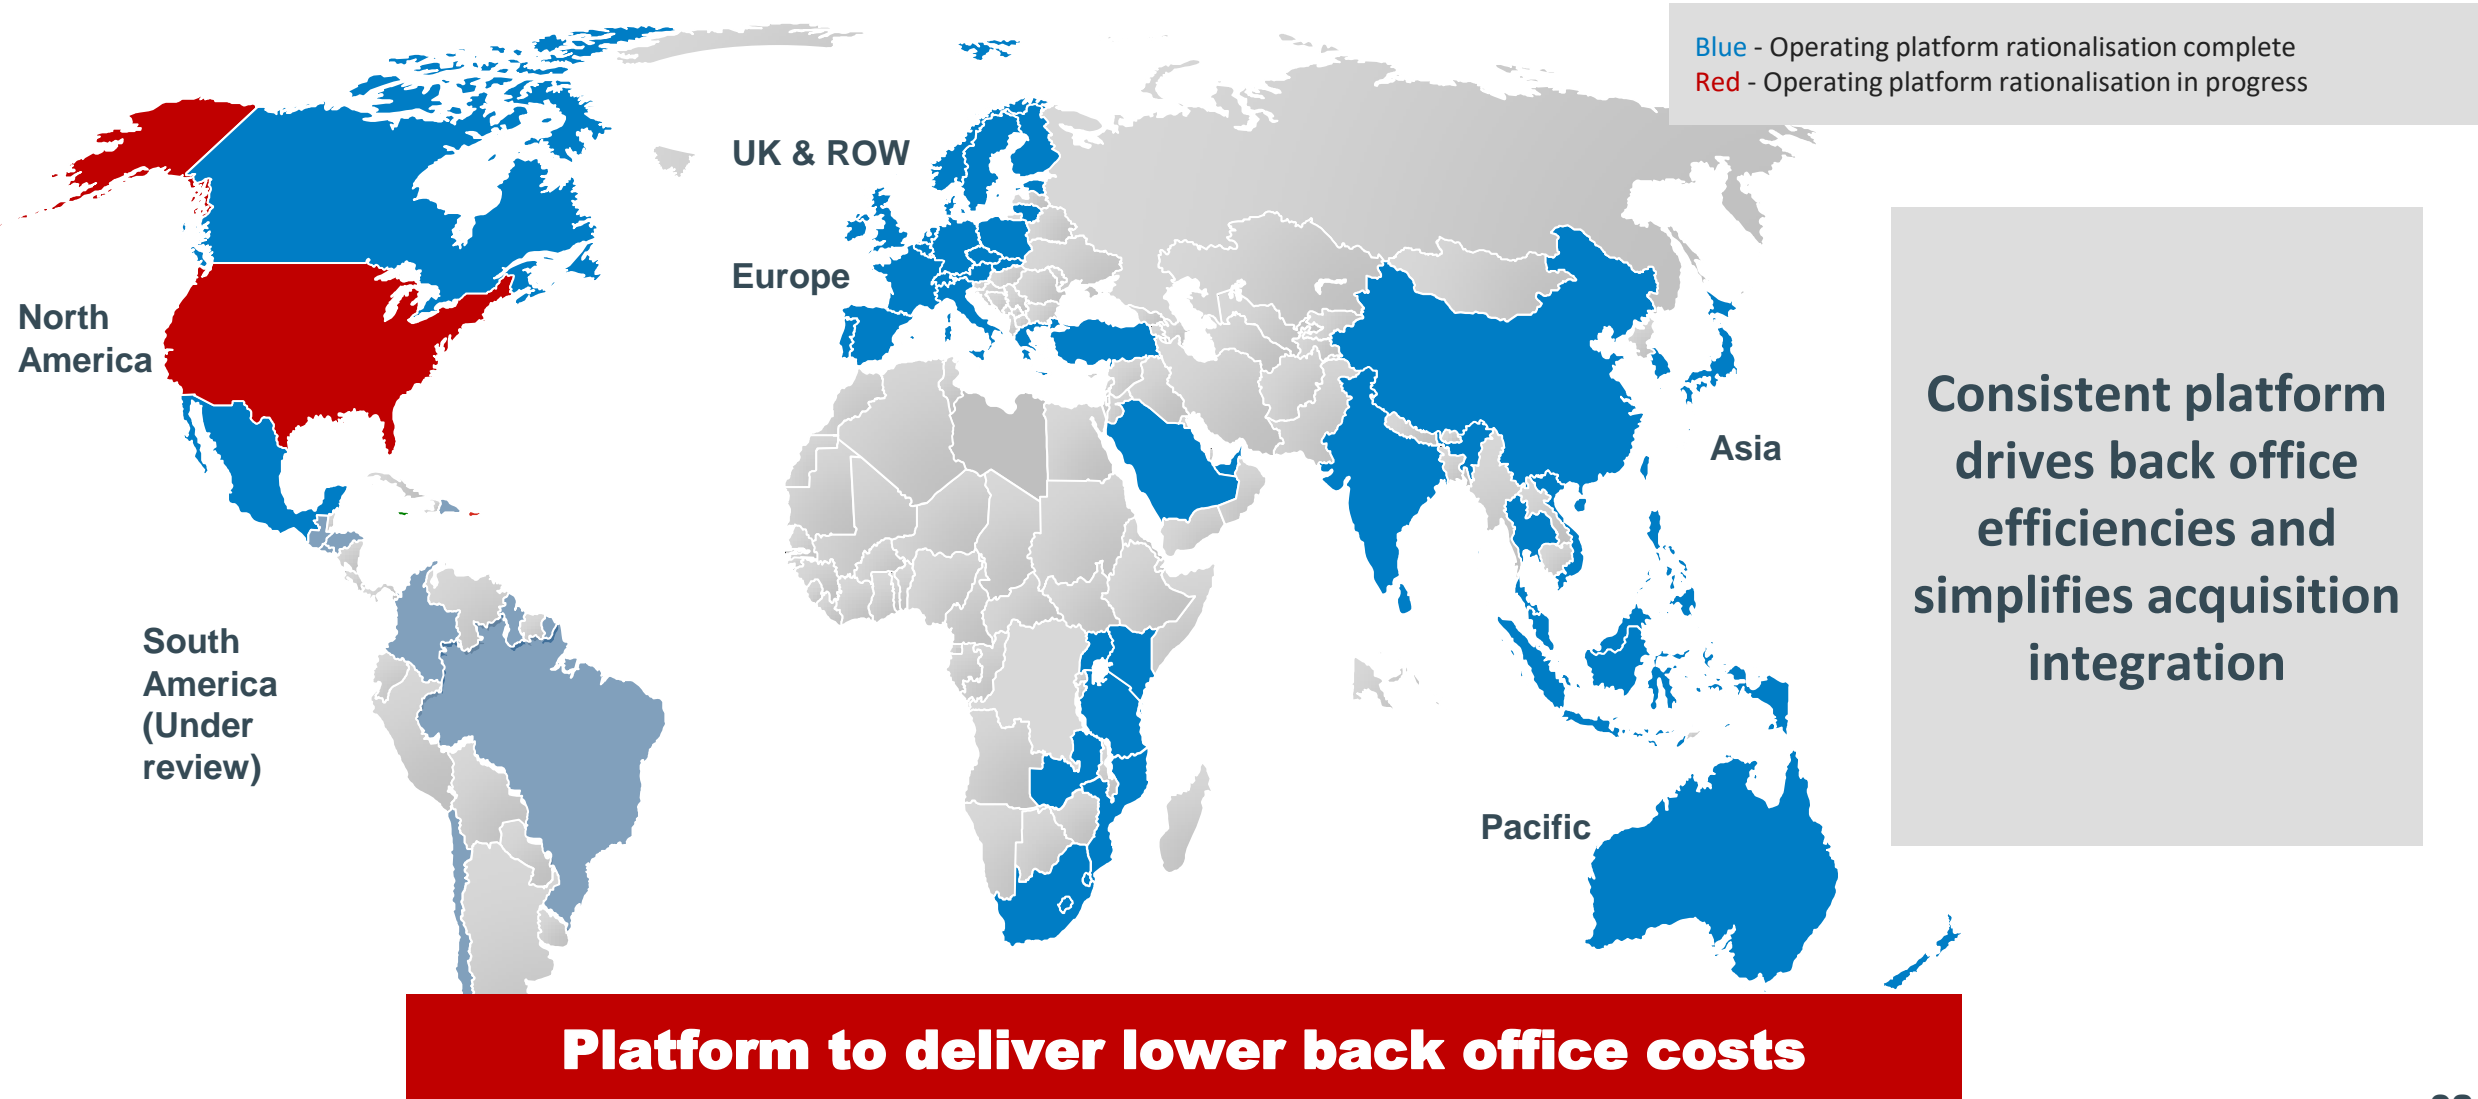 Blue - Operating platform rationalisation complete
Red - Operating platform rationalisation in progress
UK & ROW
Europe
North
America
Asia
South
America
(Under
review)
Pacific
Consistent platform
drives back office
efficiencies and
simplifies acquisition
integration
Platform to deliver lower back office costs